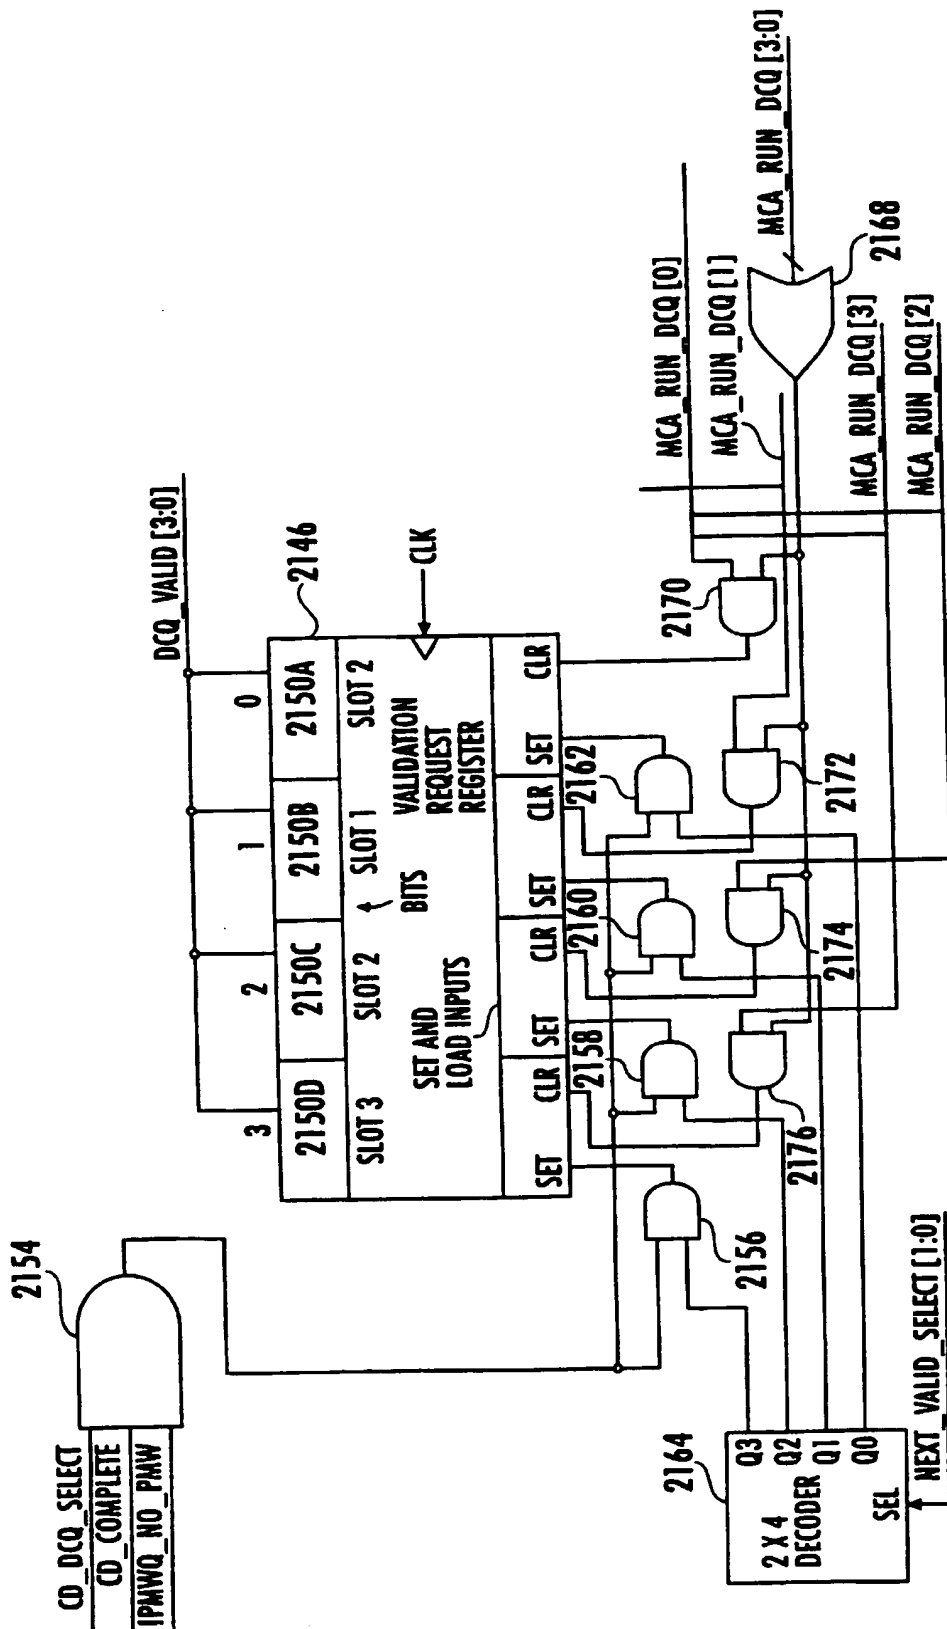 2154
CD_DCQ_SELECT
CD_COMPLETE
!PMWQ_NO_PMW
DCQ_VALID [3:0]
3
2
1
0
2146
2150D
2150C
2150B
2150A
SLOT 3
SLOT 2
SLOT 1
SLOT 2
BITS
VALIDATION
REQUEST
REGISTER
CLK
SET AND
LOAD INPUTS
SET
CLR
SET
CLR
SET
CLR
SET
CLR
2156
2158
2160
2162
2170
2172
2174
2176
2164
Q3
Q2
Q1
Q0
2 X 4
DECODER
SEL
NEXT_VALID_SELECT [1:0]
MCA_RUN_DCQ [0]
MCA_RUN_DCQ [1]
MCA_RUN_DCQ [3:0]
2168
MCA_RUN_DCQ [3]
MCA_RUN_DCQ [2]